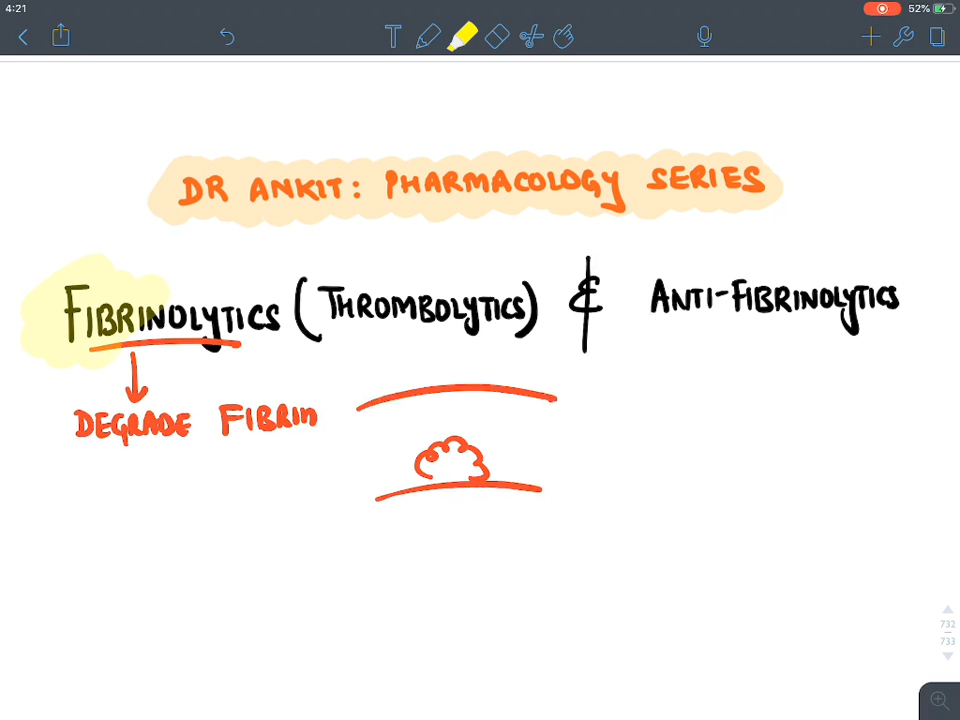 4:21
52%
DR ANKIT: PHARMACOLOGY SERIES
FIBRINOLYTICS (THROMBOLYTICS) & ANTI-FIBRINOLYTICS
DEGRADE FIBRIN
732
733